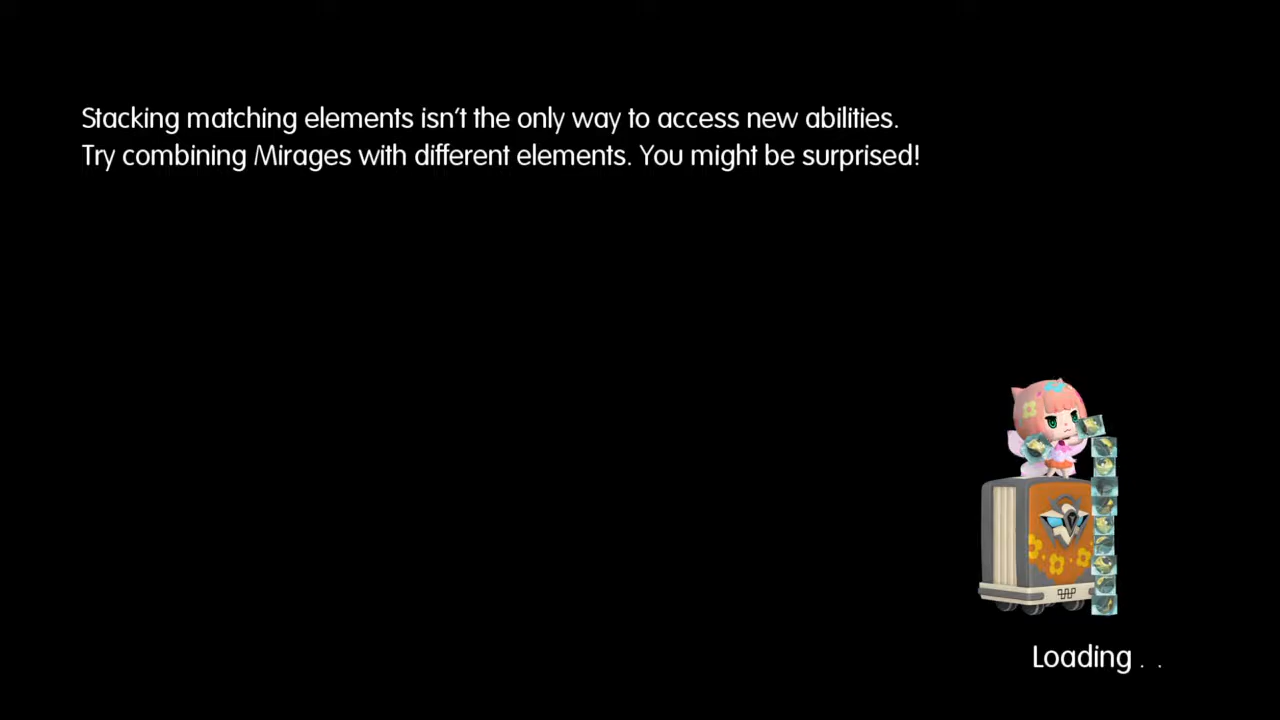 Stacking matching elements isn't the only way to access new abilities.
Try combining Mirages with different elements. You might be surprised!
Loading . .